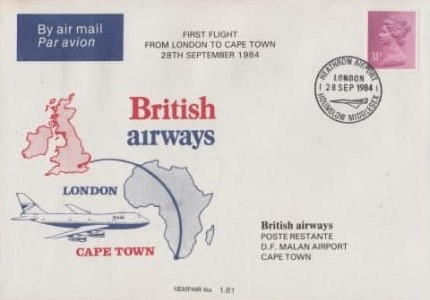 By air mail
Par avion
FIRST FLIGHT
FROM LONDON TO CAPE TOWN
28TH SEPTEMBER 1984
31P
HEATHROW AIRPORT
LONDON
28 SEP 1984
HOUNSLOW MIDDLESEX
British
airways
LONDON
CAPE TOWN
British airways
POSTE RESTANTE
D.F. MALAN AIRPORT
CAPE TOWN
NEMPAIR No 1.61